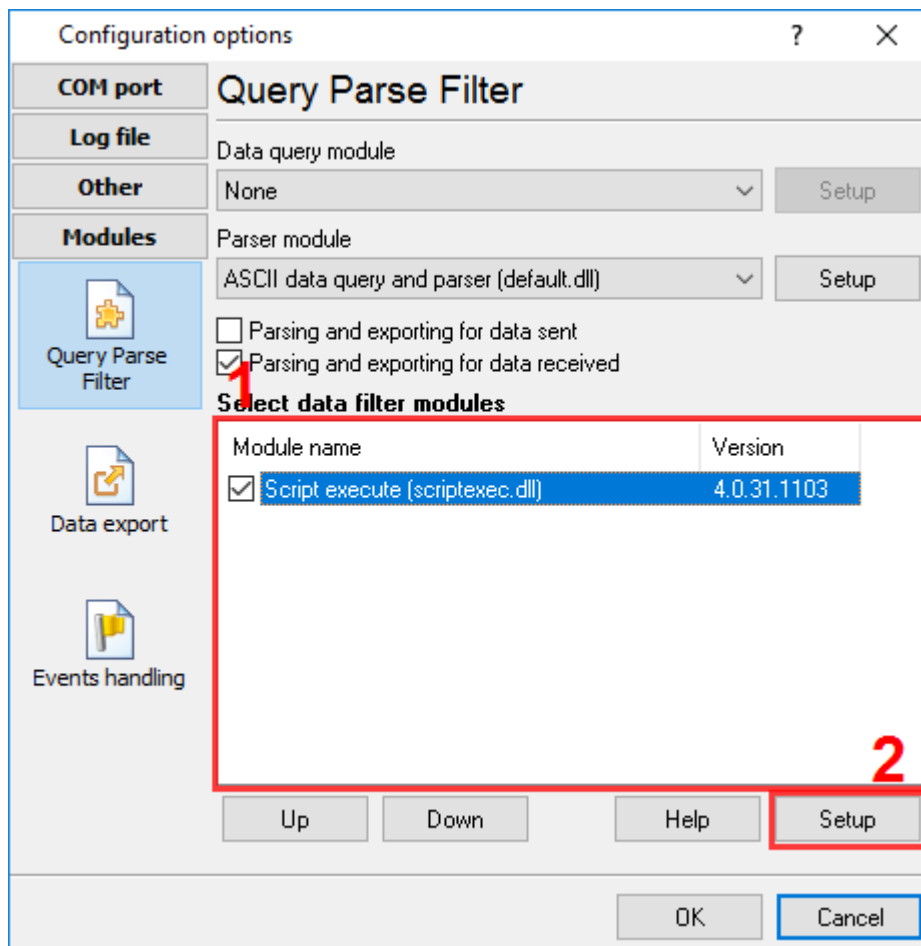 Configuration options ?
COM port
Query Parse Filter
Log file
Data query module
Other
None
Setup
Modules
Parser module
ASCII data query and parser (default.dll)
Setup
Parsing and exporting for data sent
Query Parse
Filter
Parsing and exporting for data received
1
Select data filter modules
Module name Version
Script execute (scriptexec.dll) 4.0.31.1103
Data export
Events handling
2
Up Down Help Setup
OK Cancel